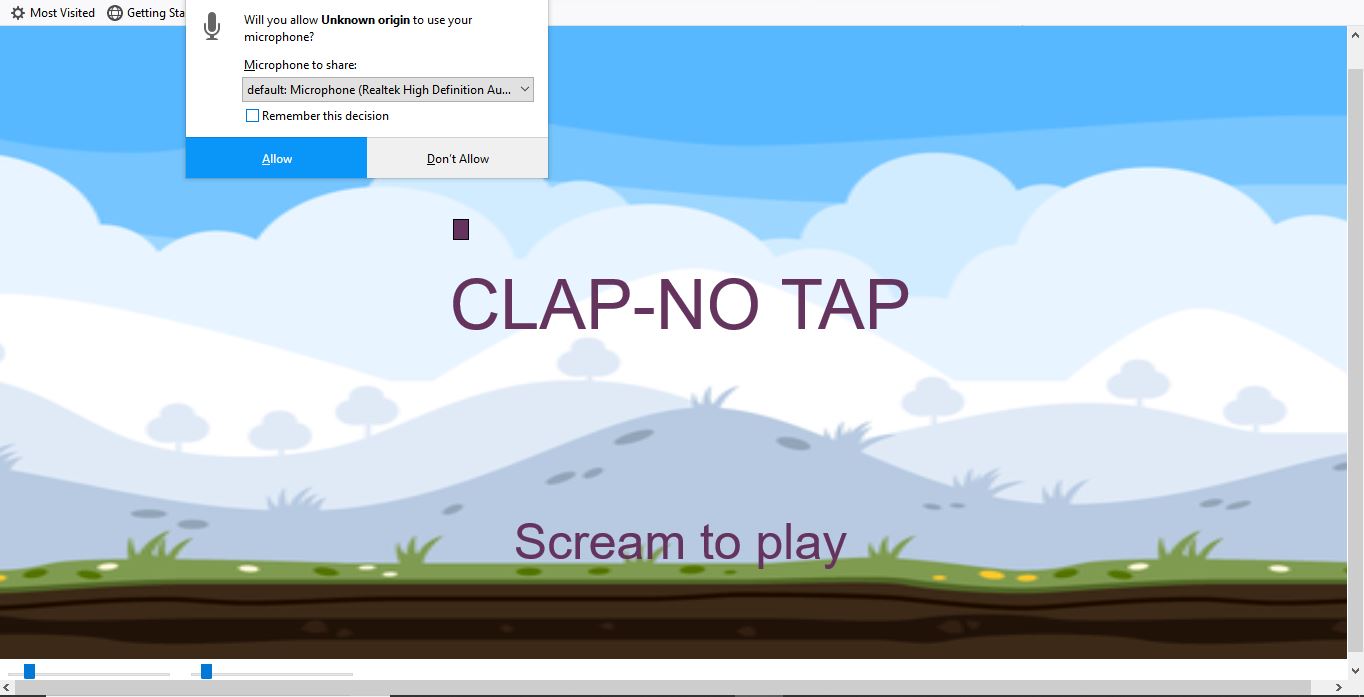 Most Visited
Getting Sta
Will you allow Unknown origin to use your
microphone?
Microphone to share:
default: Microphone (Realtek High Definition Au...
Remember this decision
Allow
Don't Allow
CLAP-NO TAP
Scream to play